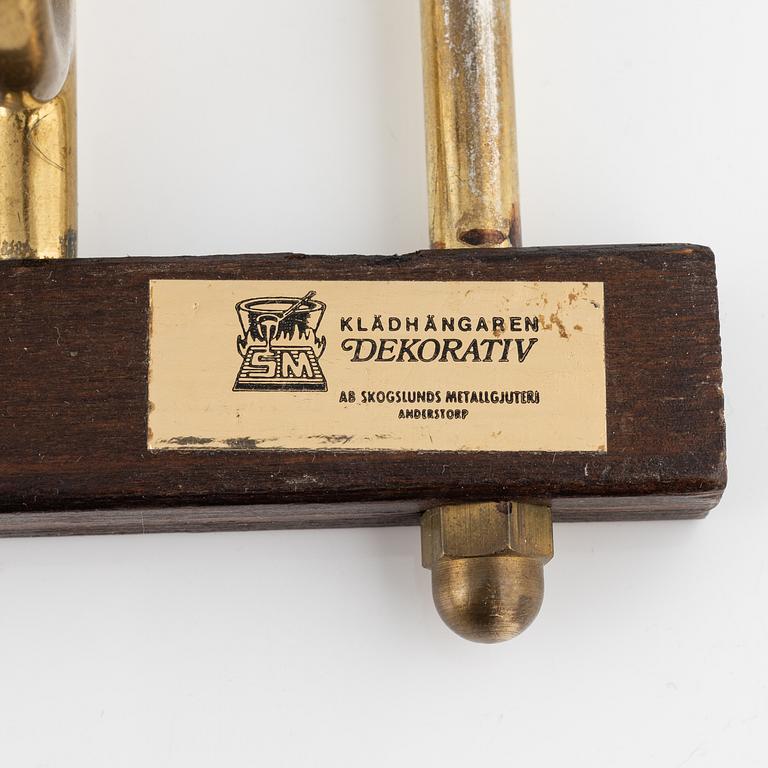 SM
KLÄDHÄNGAREN
DEKORATIV
AB SKOGSLUNDS METALLGJUTERI
ANDERSTORP